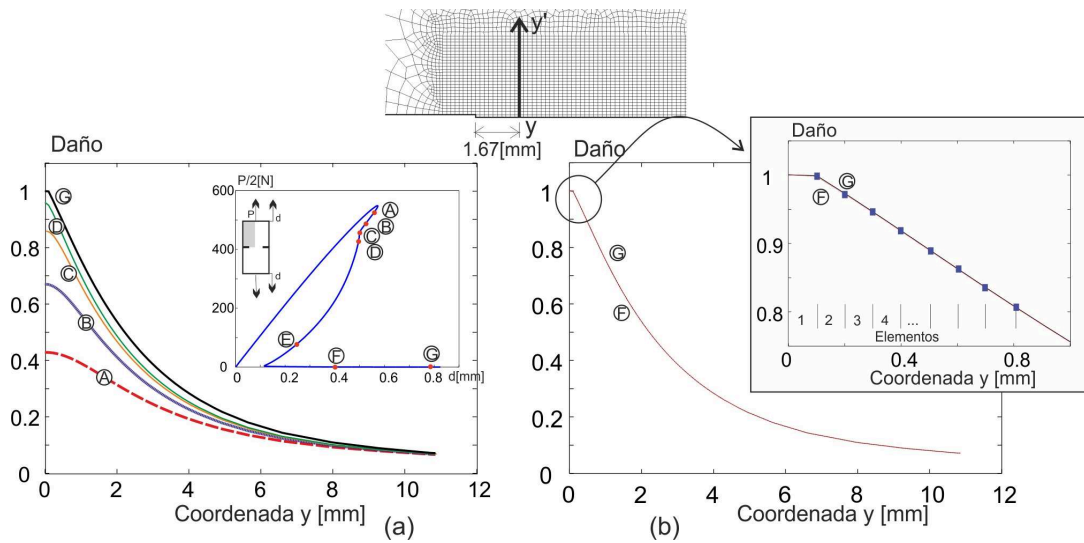 y'
y
1.67[mm]
Daño
1
0.8
0.6
0.4
0.2
0
G
D
C
B
A
P/2[N]
600
400
200
0
P
d
d
A
B
C
D
E
F
G
0
0.2
0.4
0.6
0.8
d[mm]
0 2 4 6 8 10 12
Coordenada y [mm]
(a)
Daño
1
0.8
0.6
0.4
0.2
0
G
F
0 2 4 6 8 10 12
Coordenada y [mm]
(b)
Daño
1
0.9
0.8
F
G
1 2 3 4 ...
Elementos
0 0.4 0.8
Coordenada y [mm]